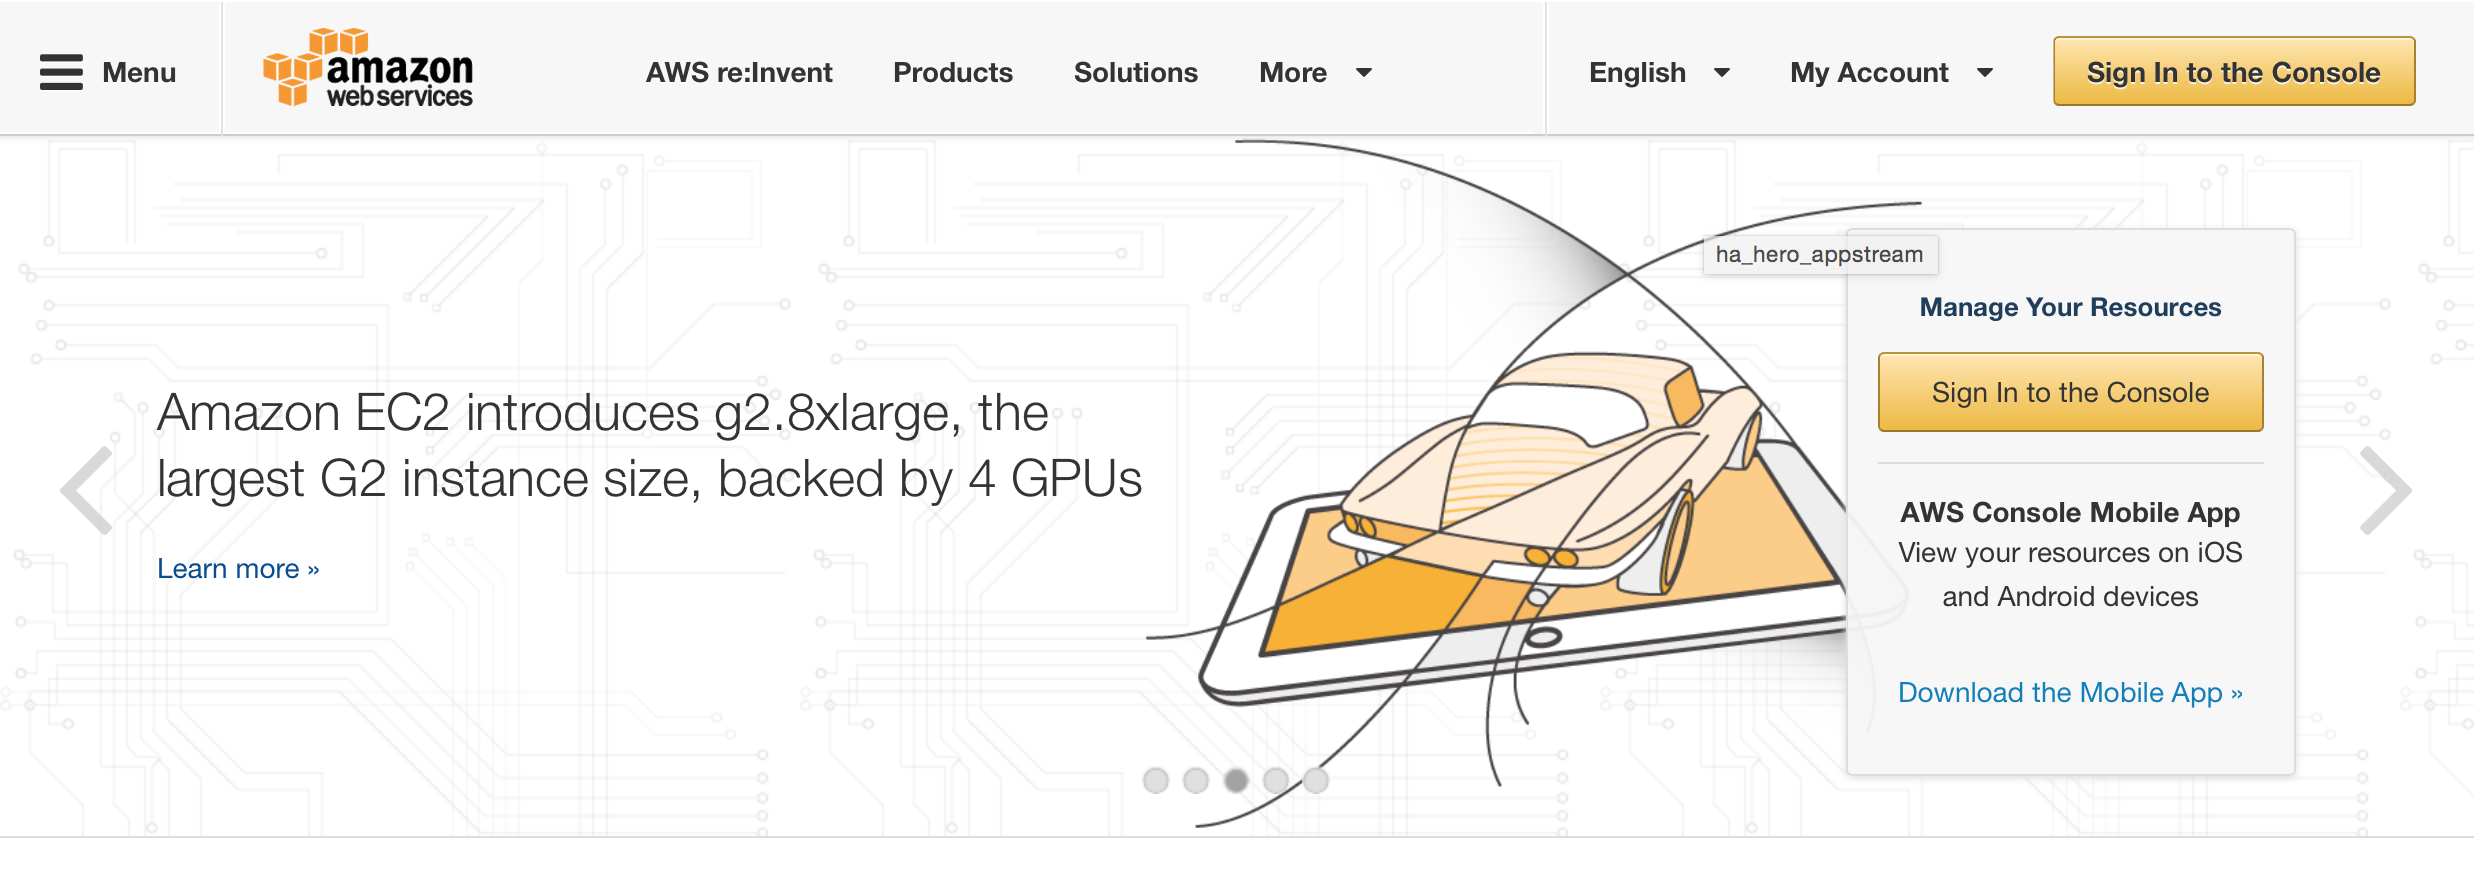 Menu
amazon
web services
AWS re:Invent
Products
Solutions
More
English
My Account
Sign In to the Console
ha_hero_appstream
Manage Your Resources
Sign In to the Console
Amazon EC2 introduces g2.8xlarge, the
largest G2 instance size, backed by 4 GPUs
Learn more »
AWS Console Mobile App
View your resources on iOS
and Android devices
Download the Mobile App »